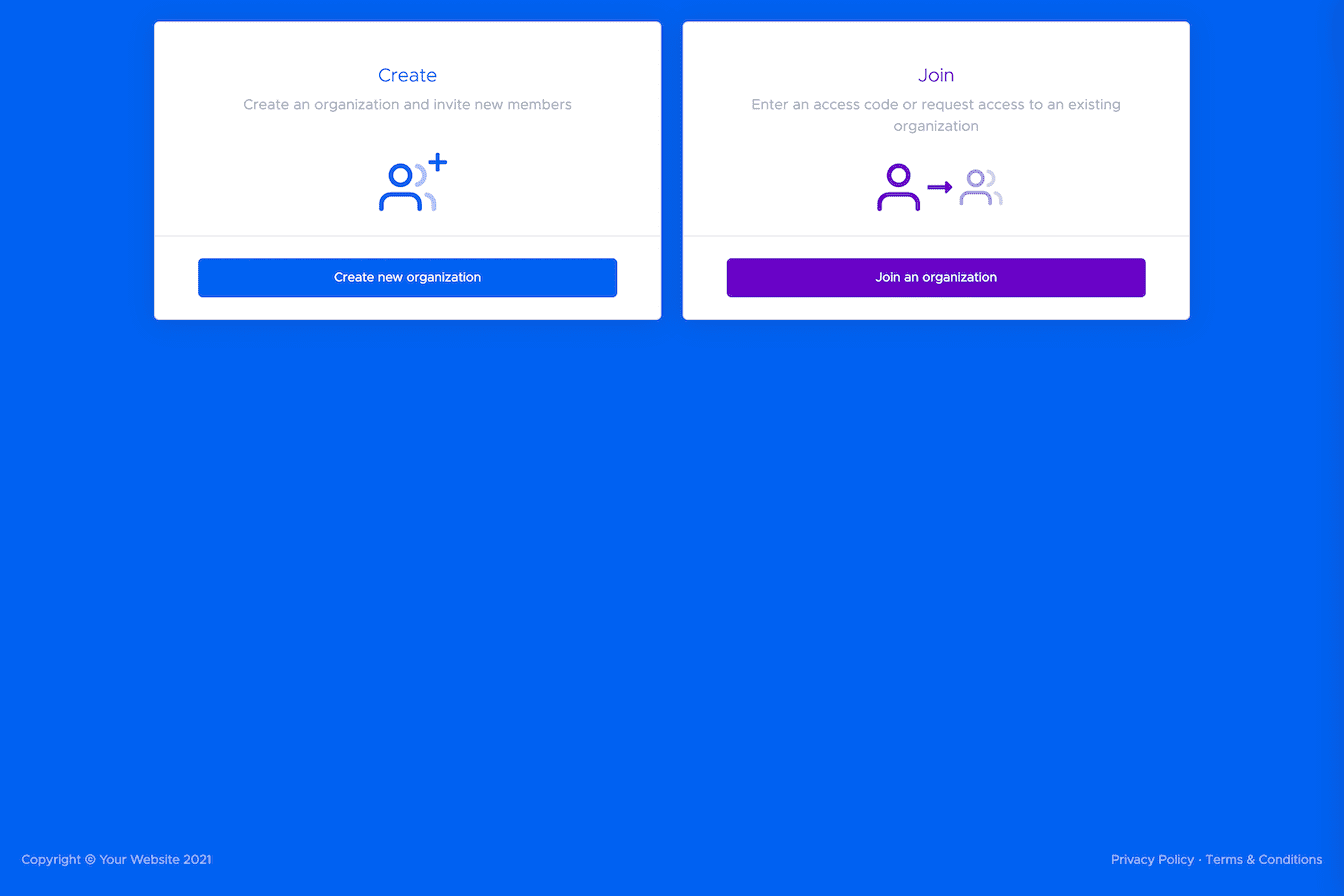 Create
Create an organization and invite new members
Create new organization
Join
Enter an access code or request access to an existing
organization
Join an organization
Copyright © Your Website 2021
Privacy Policy · Terms & Conditions